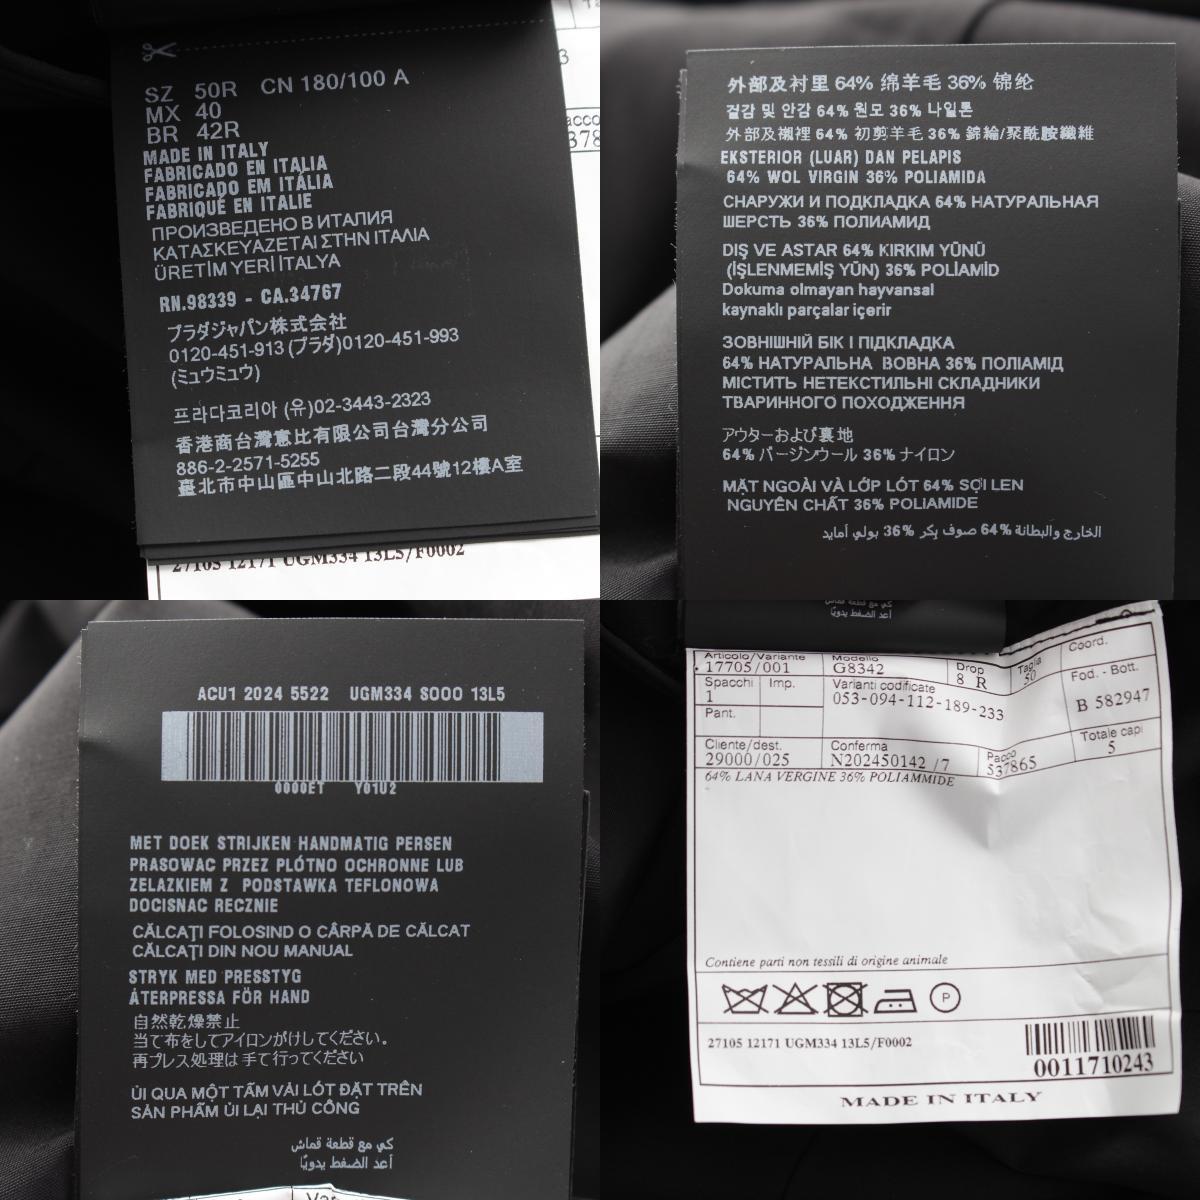 SZ 50R CN 180/100 A
MX 40
BR 42R
MADE IN ITALY
FABRICADO EN ITALIA
FABRICADO EM ITÁLIA
FABRIQUÉ EN ITALIE
ПРОИЗВЕДЕНО В ИТАЛИЯ
ΚΑΤΑΣΚΕΥΑΖΕΤΑΙ ΣΤΗΝ ΙΤΑΛΙΑ
ÜRETİM YERİ İTALYA
RN.98339 - CA.34767
プラダジャパン株式会社
0120-451-913 (プラダ)0120-451-993
(ミュウミュウ)
프라다코리아 (유)02-3443-2323
香港商台灣意比有限公司台灣分公司
886-2-2571-5255
臺北市中山區中山北路二段44號12樓A室
27105 12171 UGM334 13L5/F0002
外部及衬里 64% 绵羊毛 36% 锦纶
겉감 및 안감 64% 원모 36% 나일론
外部及襯裡 64% 初剪羊毛 36% 錦綸/聚酰胺纖維
EKSTERIOR (LUAR) DAN PELAPIS
64% WOL VIRGIN 36% POLIAMIDA
СНАРУЖИ И ПОДКЛАДКА 64% НАТУРАЛЬНАЯ
ШЕРСТЬ 36% ПОЛИАМИД
DIŞ VE ASTAR 64% KIRKIM YŪNŪ
(İŞLENMEMİŞ YŪN) 36% POLİAMİD
Dokuma olmayan hayvansal
kaynaklı parçalar içerir
ЗОВНІШНІЙ БІК І ПІДКЛАДКА
64% НАТУРАЛЬНА ВОВНА 36% ПОЛІАМІД
МІСТИТЬ НЕТЕКСТИЛЬНІ СКЛАДНИКИ
ТВАРИННОГО ПОХОДЖЕННЯ
アウターおよび裏地
64% バージンウール 36% ナイロン
MẶT NGOÀI VÀ LỚP LÓT 64% SỢI LEN
NGUYÊN CHẤT 36% POLIAMIDE
الخارج والبطانة 64% صوف بِكر 36% بولي أمايد
ACU1 2024 5522 UGM334 S000 13L5
0000ET Y01U2
MET DOEK STRIJKEN HANDMATIG PERSEN
PRASOWAC PRZEZ PLÓTNO OCHRONNE LUB
ZELAZKIEM Z PODSTAWKA TEFLONOWA
DOCISNAC RECZNIE
CĂLCAȚI FOLOSIND O CÂRPĂ DE CĂLCAT
CĂLCAȚI DIN NOU MANUAL
STRYK MED PRESSTYG
ÅTERPRESSA FÖR HAND
自然乾燥禁止
当て布をしてアイロンがけしてください。
再プレス処理は手で行ってください
ỦI QUA MỘT TẤM VẢI LÓT ĐẶT TRÊN
SẢN PHẨM ỦI LẠI THỦ CÔNG
كي مع قطعة قماش
أعد الضغط يدويًا
كي مع قطعة قماش
أعد الضغط يدويًا
Articolo/Variante Modello Drop Taglia Coord.
17705/001 G8342 8 R 50
Spacchi Imp. Varianti codificate Fod. - Bott.
1 053-094-112-189-233 B 582947
Pant.
Cliente/dest. Conferma Pacco Totale capi
29000/025 N202450142 /7 537865 5
64% LANA VERGINE 36% POLIAMMIDE
Contiene parti non tessili di origine animale
P
27105 12171 UGM334 13L5/F0002
0011710243
MADE IN ITALY